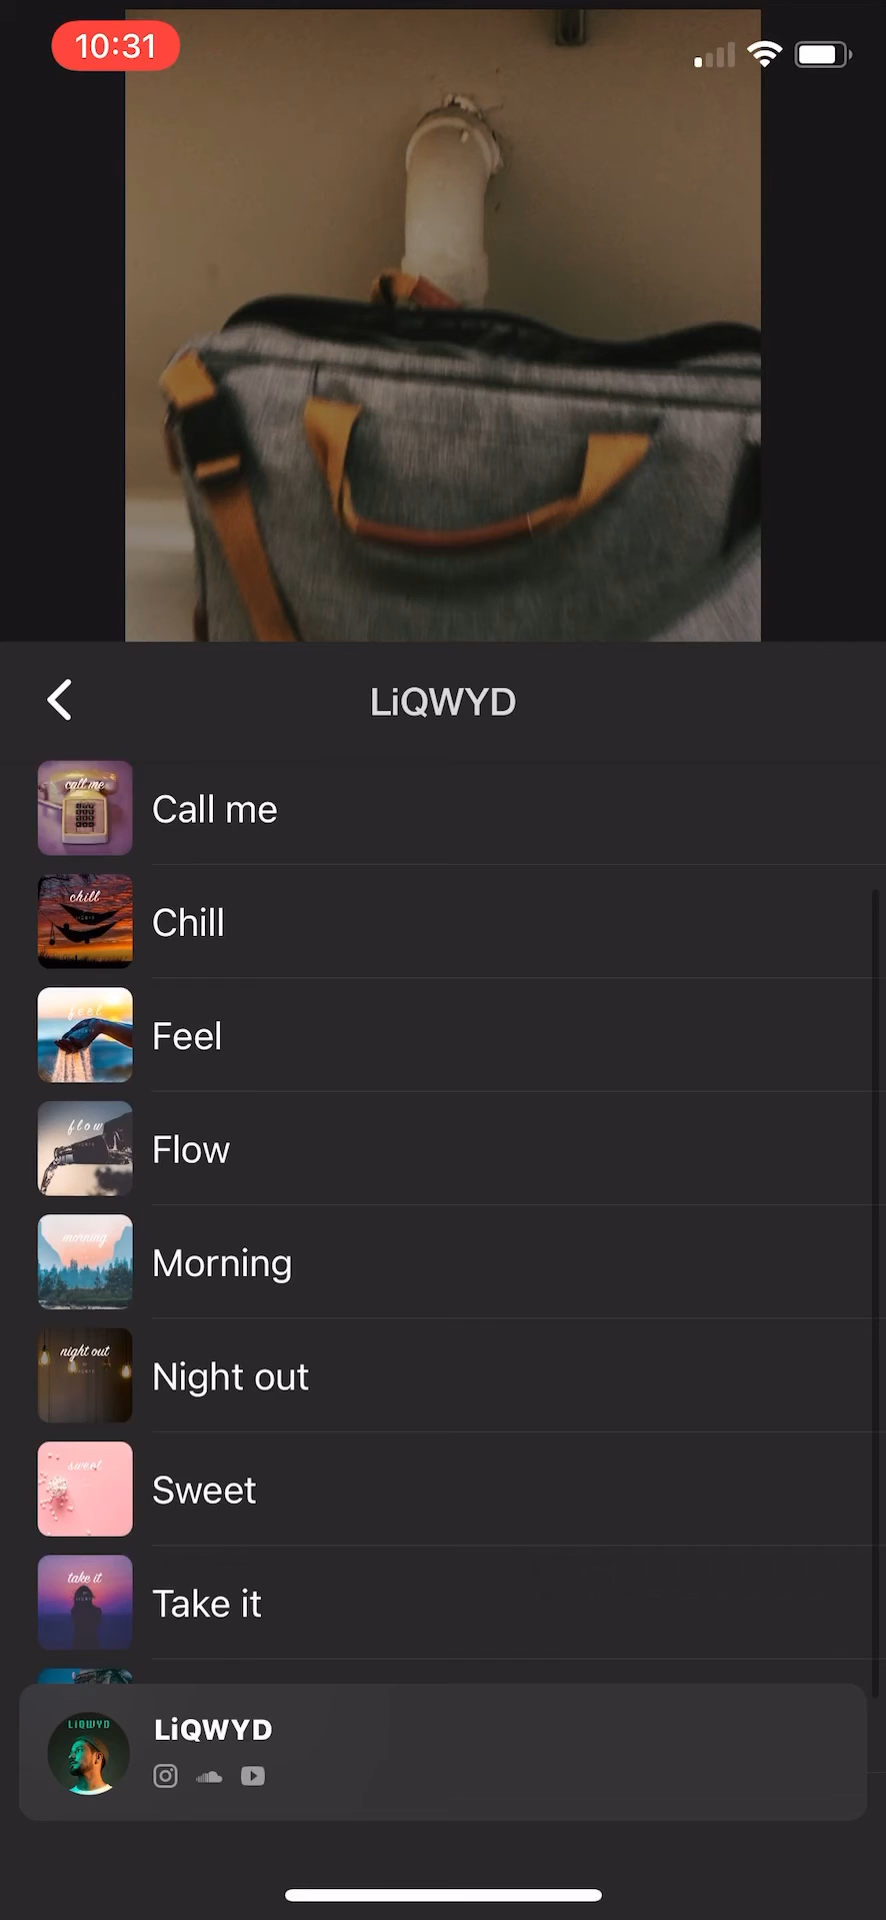 10:31
LiQWYD
call me
Call me
chill
Chill
feel
Feel
flow
Flow
morning
Morning
night out
Night out
sweet
Sweet
take it
Take it
LIQWYD
LiQWYD